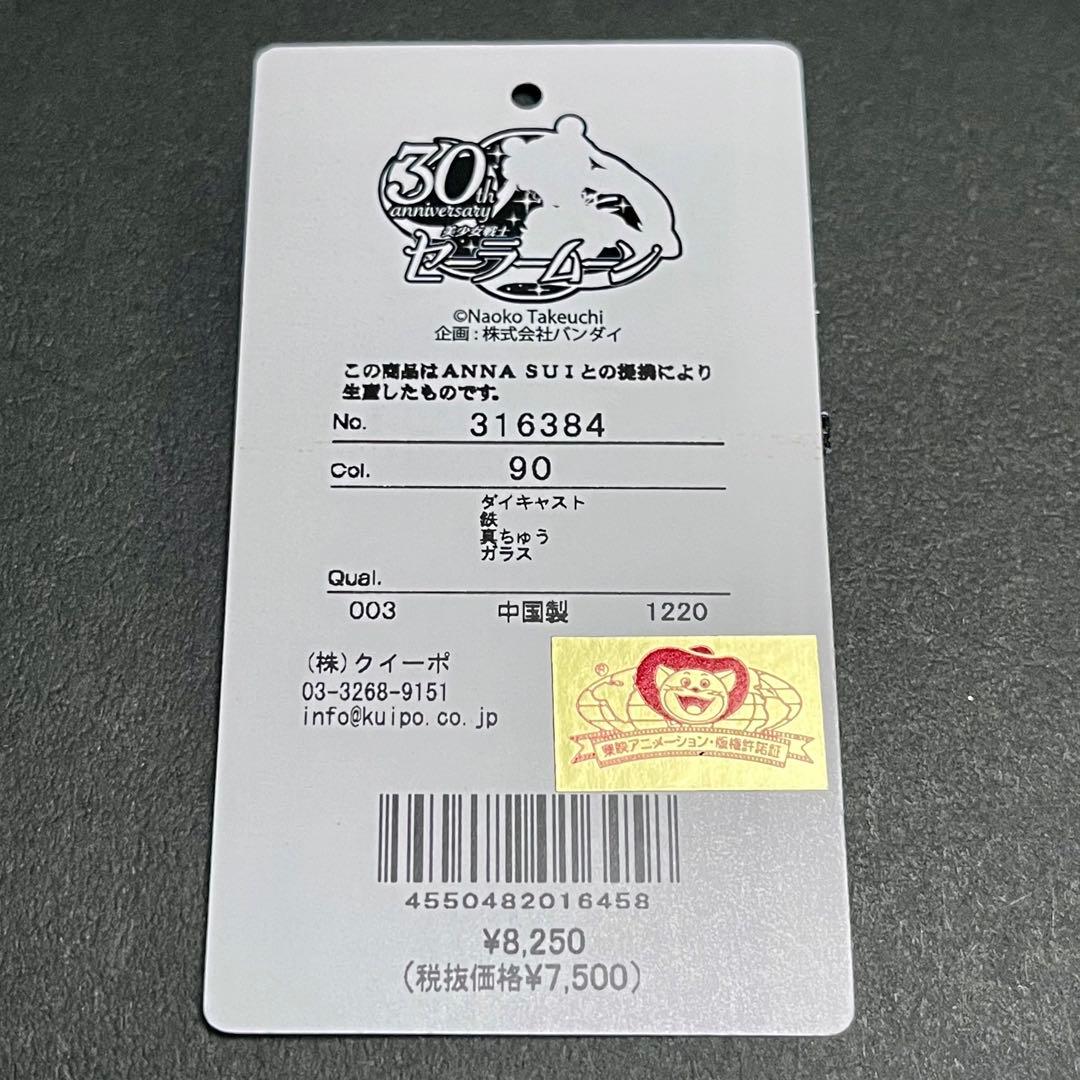 30th
anniversary
美少女戦士
セーラームーン
©Naoko Takeuchi
企画：株式会社バンダイ
この商品はANNA SUIとの提携により
生産したものです。
No. 316384
Col. 90
ダイキャスト
鉄
真ちゅう
ガラス
Qual.
003 中国製 1220
(株)クイーポ
03-3268-9151
info@kuipo.co.jp
®
東映アニメーション・版権許諾証
4550482016458
¥8,250
(税抜価格¥7,500)